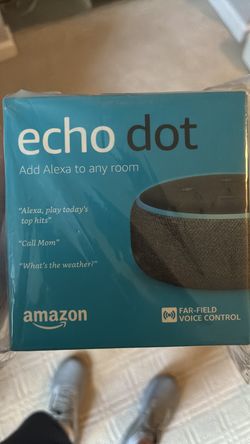 echo dot
Add Alexa to any room
“Alexa, play today's
top hits”
“Call Mom”
“What's the weather?”
amazon
FAR-FIELD
VOICE CONTROL